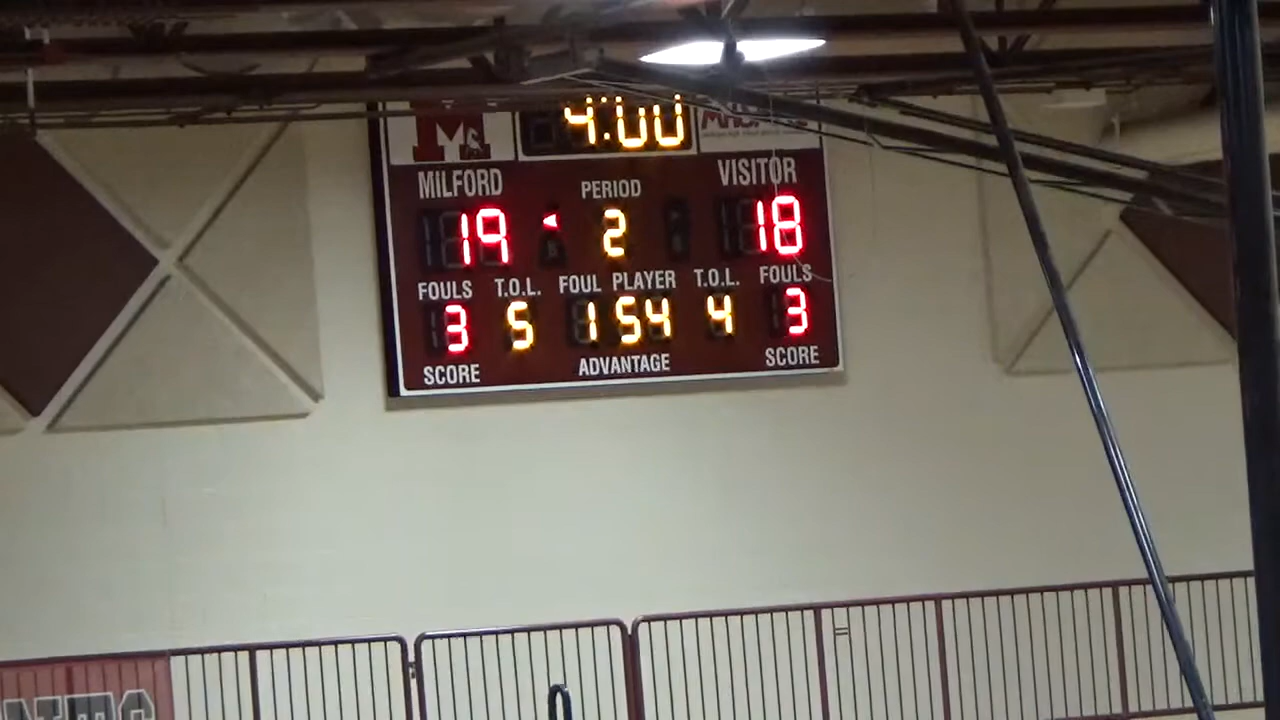 M
4:00
MILFORD PERIOD VISITOR
19 2 18
FOULS T.O.L. FOUL PLAYER T.O.L. FOULS
3 5 1 54 4 3
SCORE ADVANTAGE SCORE